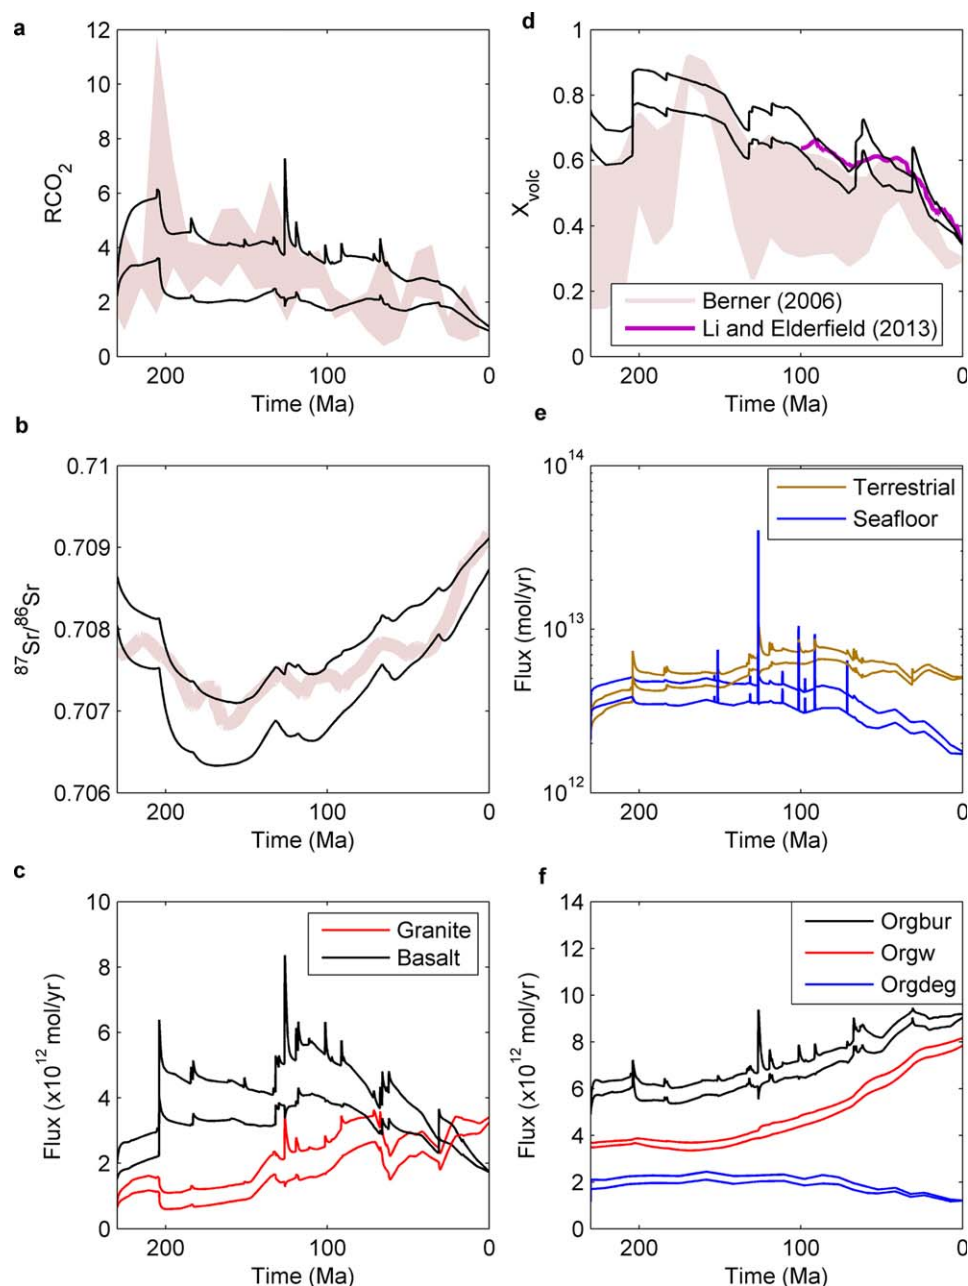 a
12
10
8
6
4
2
0
RCO2
200
100
0
Time (Ma)
d
1
0.8
0.6
0.4
0.2
0
Xvolc
Berner (2006)
Li and Elderfield (2013)
200
100
0
Time (Ma)
b
0.71
0.709
0.708
0.707
0.706
87Sr/86Sr
200
100
0
Time (Ma)
e
10^14
10^13
10^12
Flux (mol/yr)
Terrestrial
Seafloor
200
100
0
Time (Ma)
c
10
8
6
4
2
0
Flux (x10^12 mol/yr)
Granite
Basalt
200
100
0
Time (Ma)
f
14
12
10
8
6
4
2
0
Flux (x10^12 mol/yr)
Orgbur
Orgw
Orgdeg
200
100
0
Time (Ma)